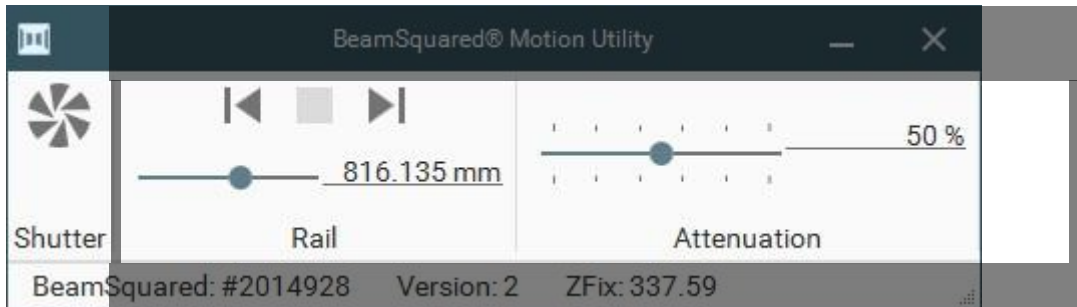 BeamSquared® Motion Utility
816.135 mm
50 %
Shutter
Rail
Attenuation
BeamSquared: #2014928 Version: 2 ZFix: 337.59